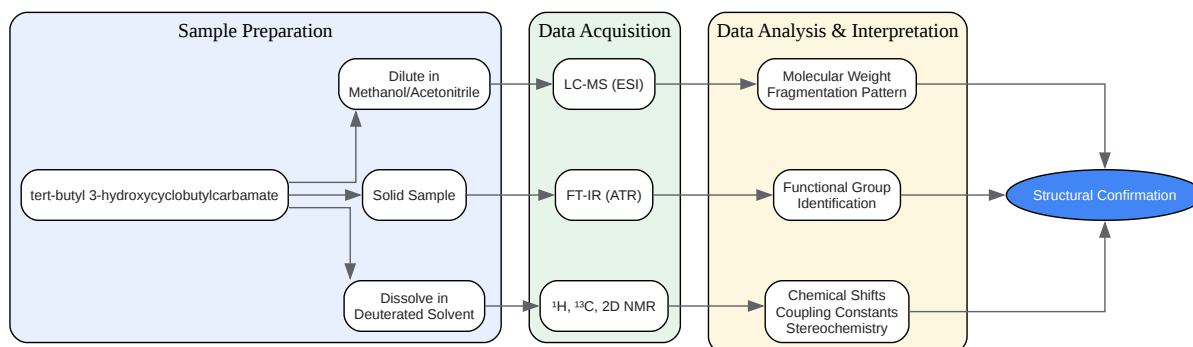 Sample Preparation
Data Acquisition
Data Analysis & Interpretation
Dilute in
Methanol/Acetonitrile
LC-MS (ESI)
Molecular Weight
Fragmentation Pattern
tert-butyl 3-hydroxycyclobutylcarbamate
Solid Sample
FT-IR (ATR)
Functional Group
Identification
Structural Confirmation
Dissolve in
Deuterated Solvent
¹H, ¹³C, 2D NMR
Chemical Shifts
Coupling Constants
Stereochemistry